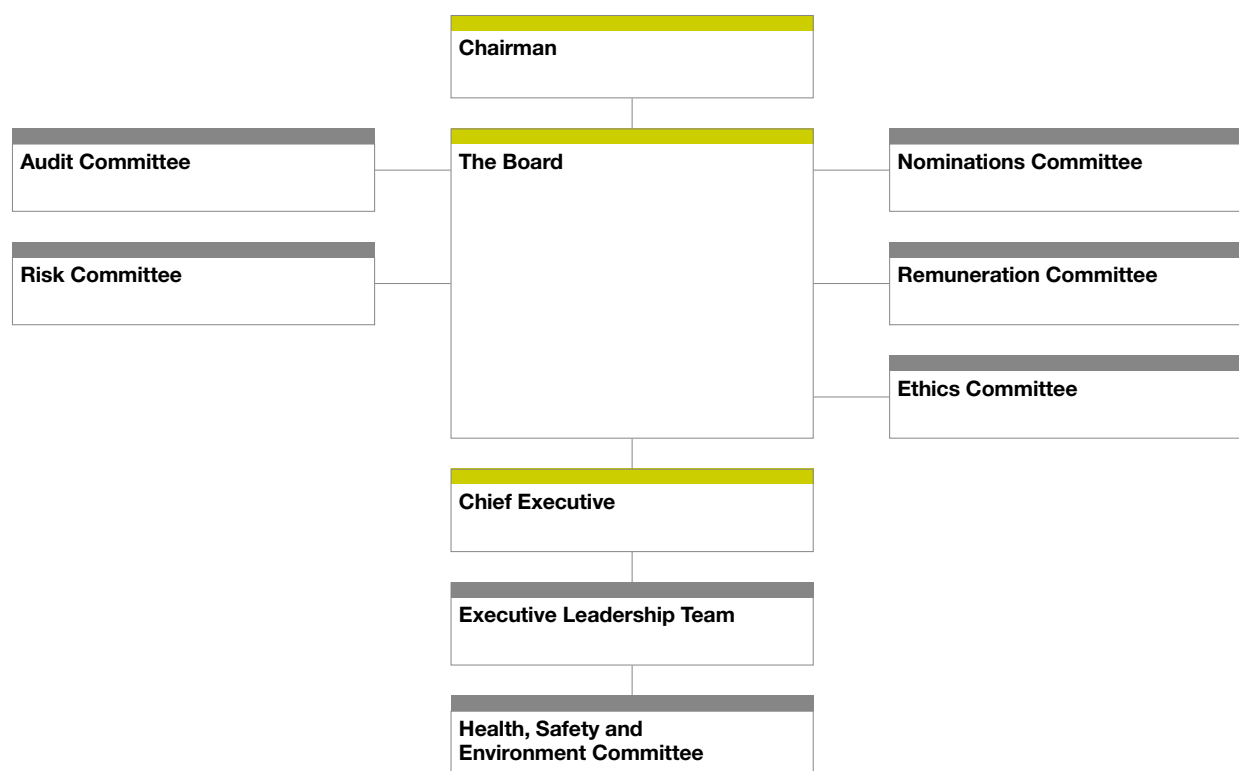 Chairman
Audit Committee
The Board
Nominations Committee
Risk Committee
Remuneration Committee
Ethics Committee
Chief Executive
Executive Leadership Team
Health, Safety and
Environment Committee